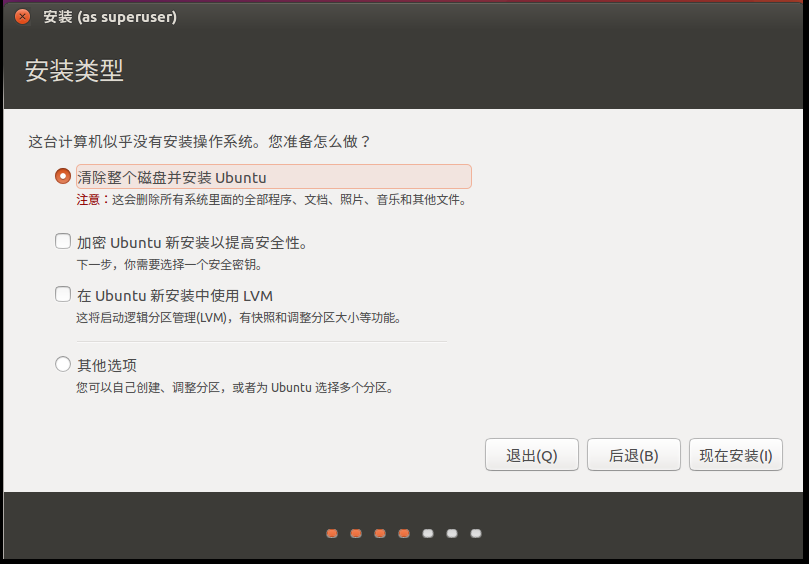 安装 (as superuser)
安装类型
这台计算机似乎没有安装操作系统。您准备怎么做？
清除整个磁盘并安装 Ubuntu
注意：这会删除所有系统里面的全部程序、文档、照片、音乐和其他文件。
加密 Ubuntu 新安装以提高安全性。
下一步，你需要选择一个安全密钥。
在 Ubuntu 新安装中使用 LVM
这将启动逻辑分区管理(LVM)，有快照和调整分区大小等功能。
其他选项
您可以自己创建、调整分区，或者为 Ubuntu 选择多个分区。
退出(Q) 后退(B) 现在安装(I)